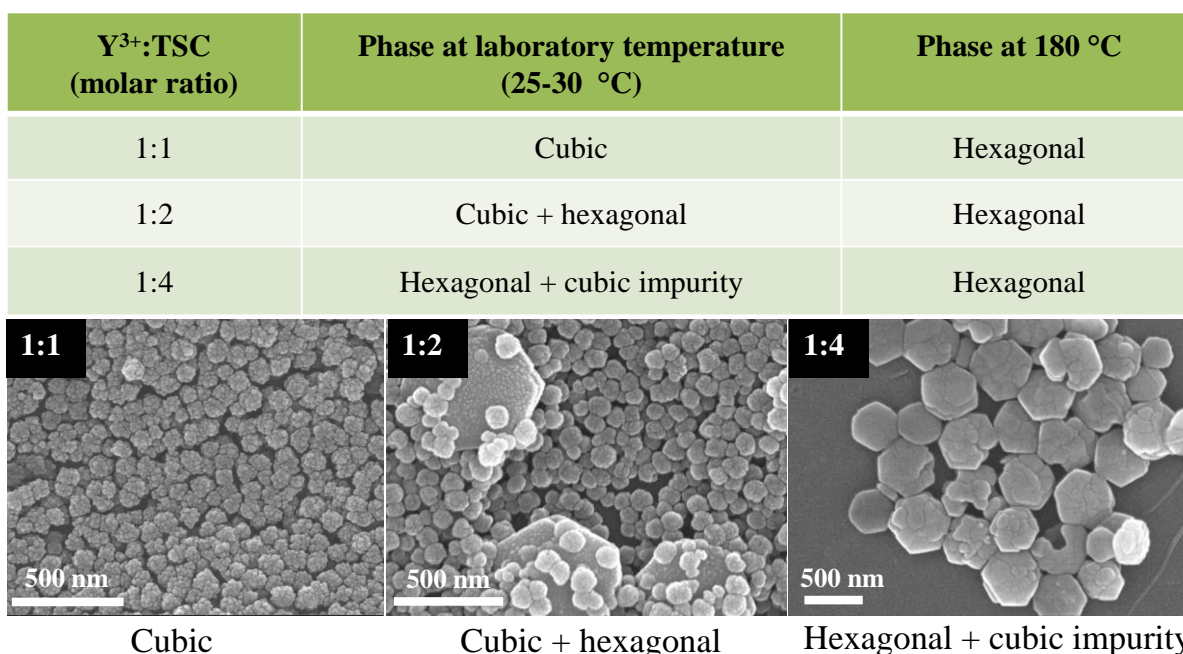 Y³⁺:TSC
(molar ratio)
Phase at laboratory temperature
(25-30 °C)
Phase at 180 °C
1:1
Cubic
Hexagonal
1:2
Cubic + hexagonal
Hexagonal
1:4
Hexagonal + cubic impurity
Hexagonal
1:1
1:2
1:4
500 nm
500 nm
500 nm
Cubic
Cubic + hexagonal
Hexagonal + cubic impurity